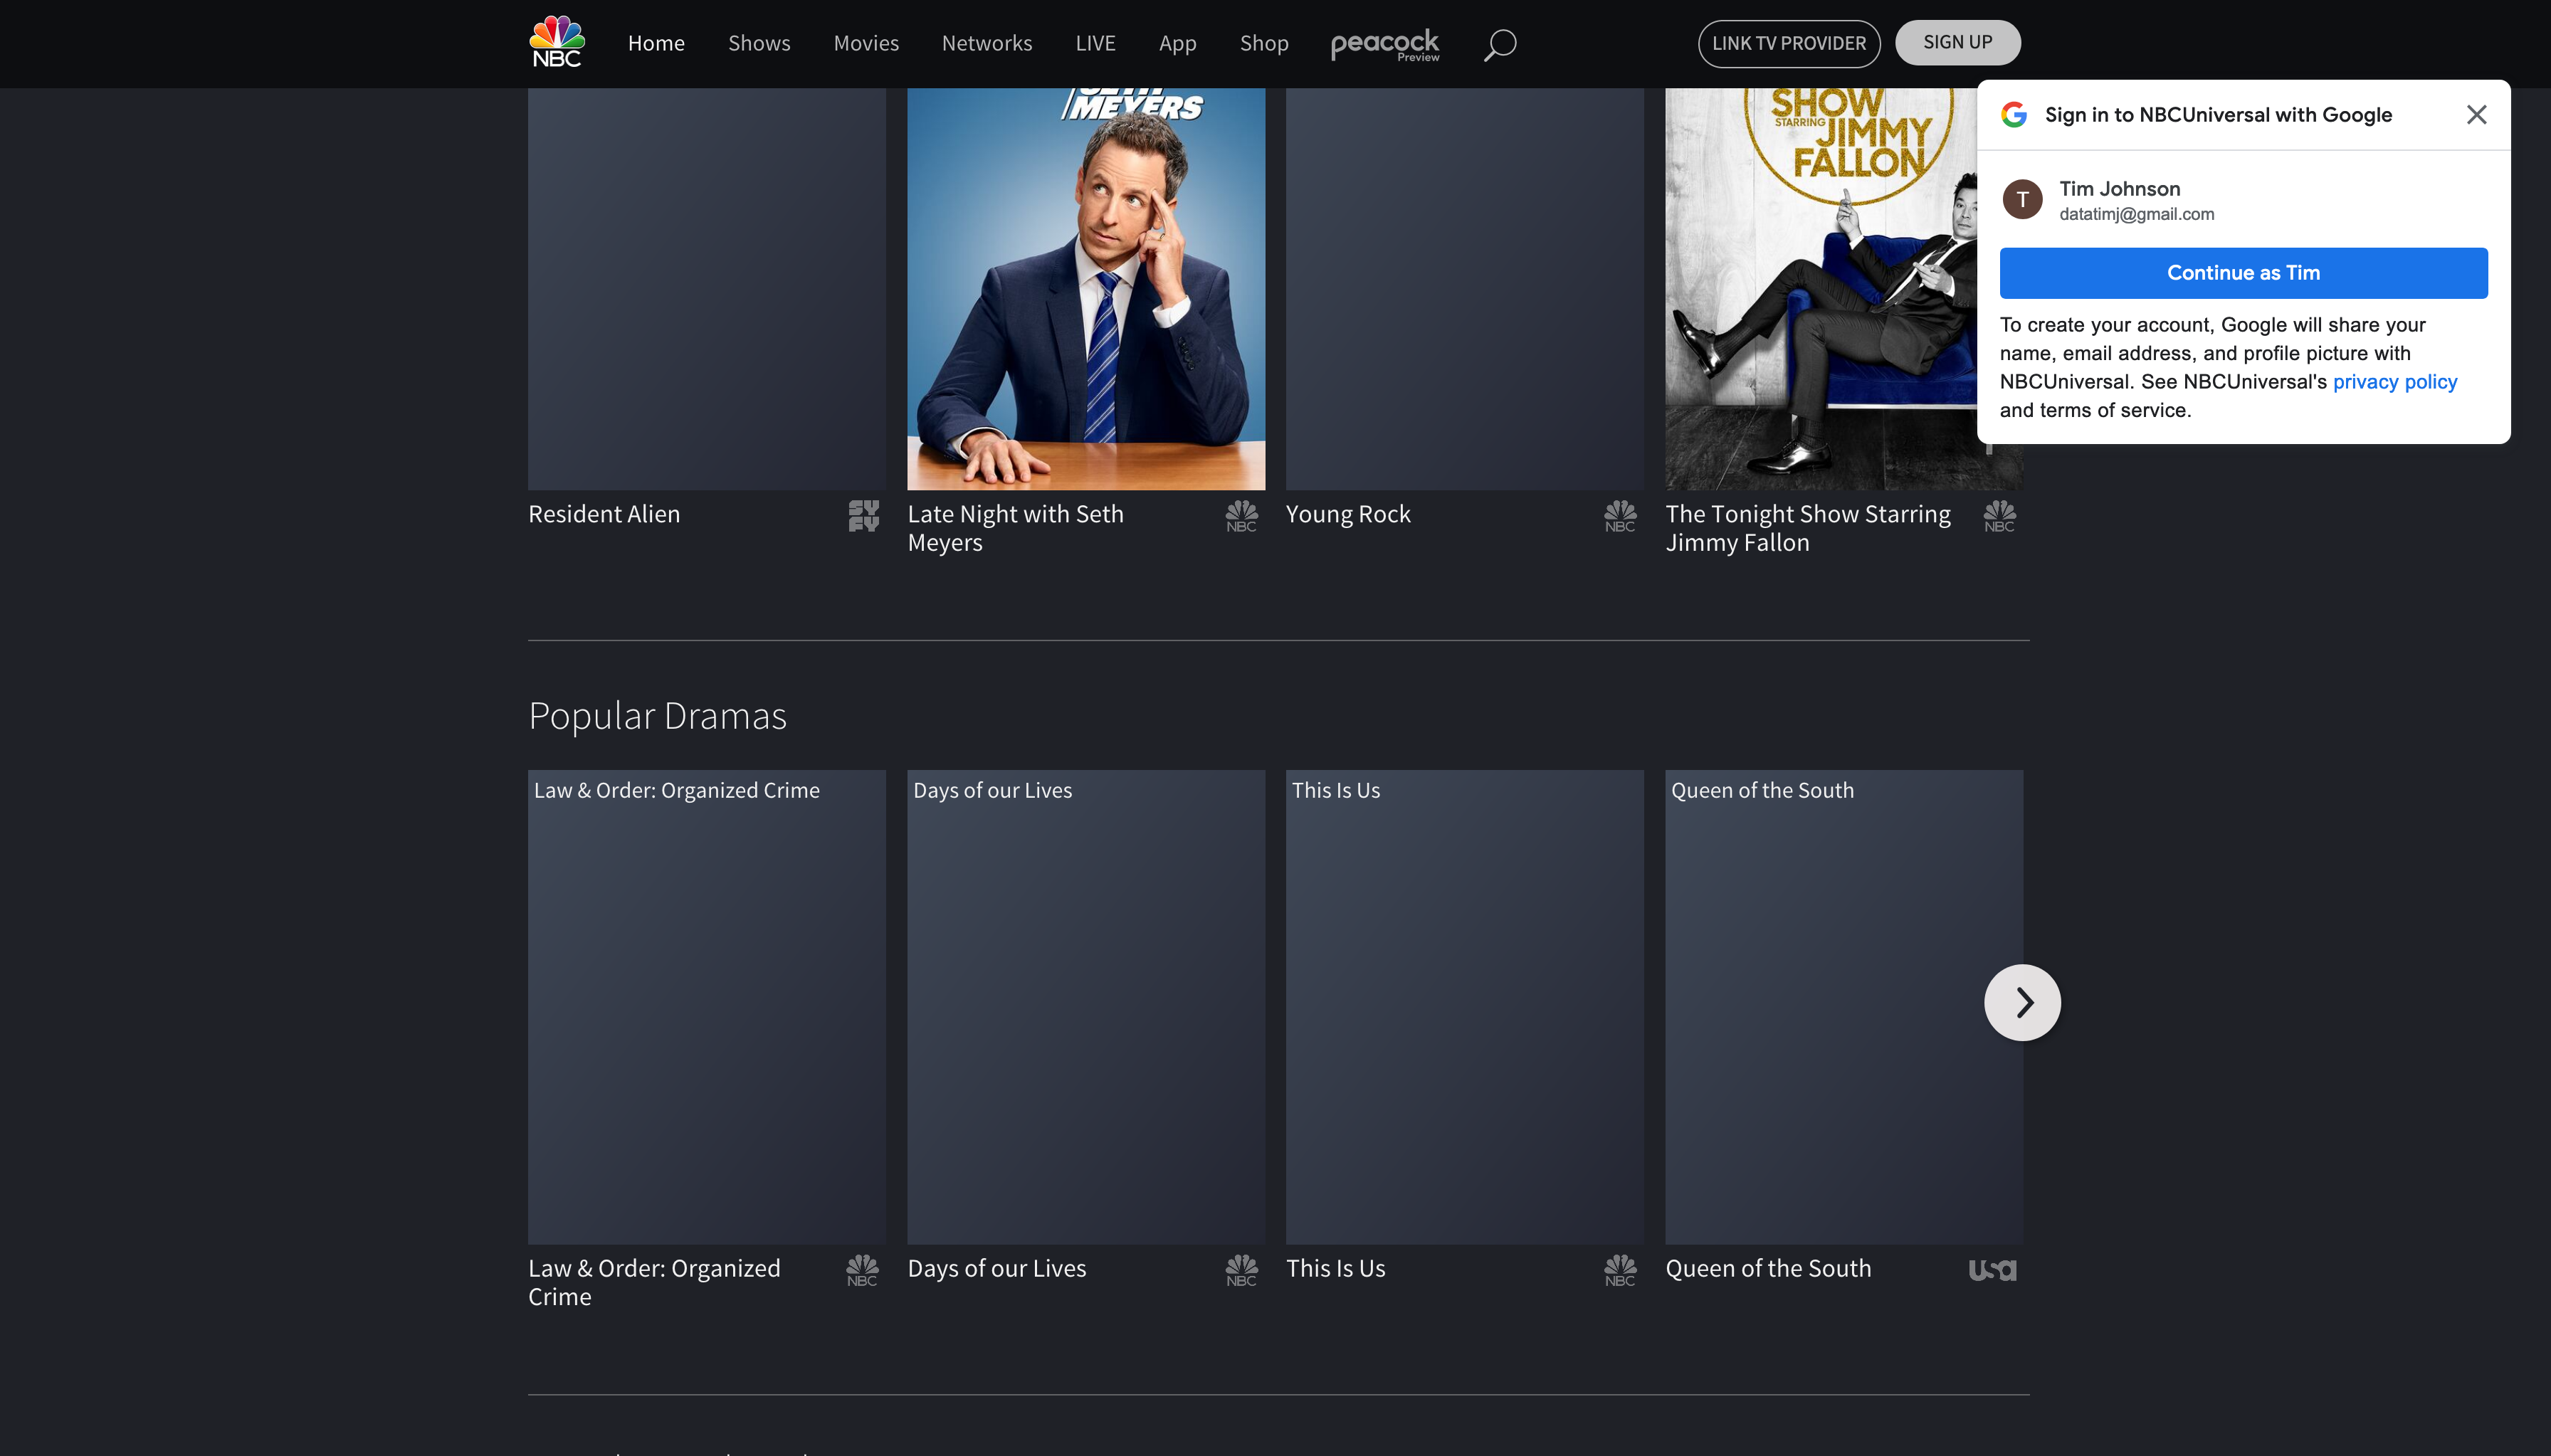 NBC
Home
Shows
Movies
Networks
LIVE
App
Shop
peacock
Preview
LINK TV PROVIDER
SIGN UP
Sign in to NBCUniversal with Google
T
Tim Johnson
datatimj@gmail.com
Continue as Tim
To create your account, Google will share your
name, email address, and profile picture with
NBCUniversal. See NBCUniversal's privacy policy
and terms of service.
MEYERS
SHOW
STARRING
JIMMY
FALLON
Resident Alien
SYFY
Late Night with Seth
Meyers
NBC
Young Rock
NBC
The Tonight Show Starring
Jimmy Fallon
NBC
Popular Dramas
Law & Order: Organized Crime
Days of our Lives
This Is Us
Queen of the South
Law & Order: Organized
Crime
NBC
Days of our Lives
NBC
This Is Us
NBC
Queen of the South
usa